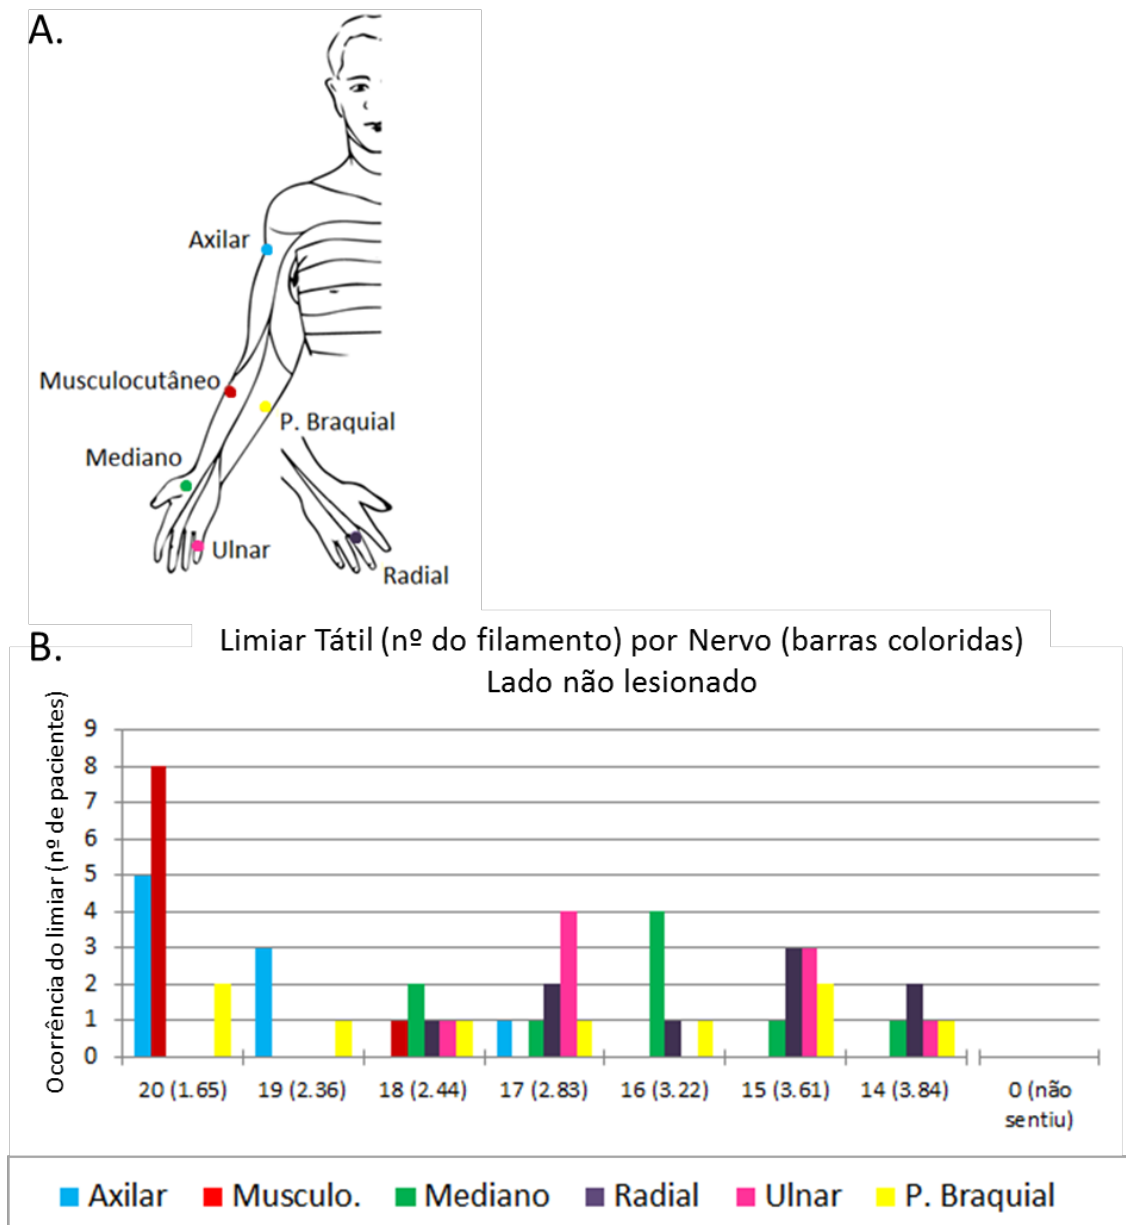 A.
Axilar
Musculocutâneo
P. Braquial
Mediano
Ulnar
Radial
B.
Limiar Tátil (nº do filamento) por Nervo (barras coloridas)
Lado não lesionado
Ocorrência do limiar (nº de pacientes)
9
8
7
6
5
4
3
2
1
0
20 (1.65) 19 (2.36) 18 (2.44) 17 (2.83) 16 (3.22) 15 (3.61) 14 (3.84) 0 (não
sentiu)
Axilar Musculo. Mediano Radial Ulnar P. Braquial